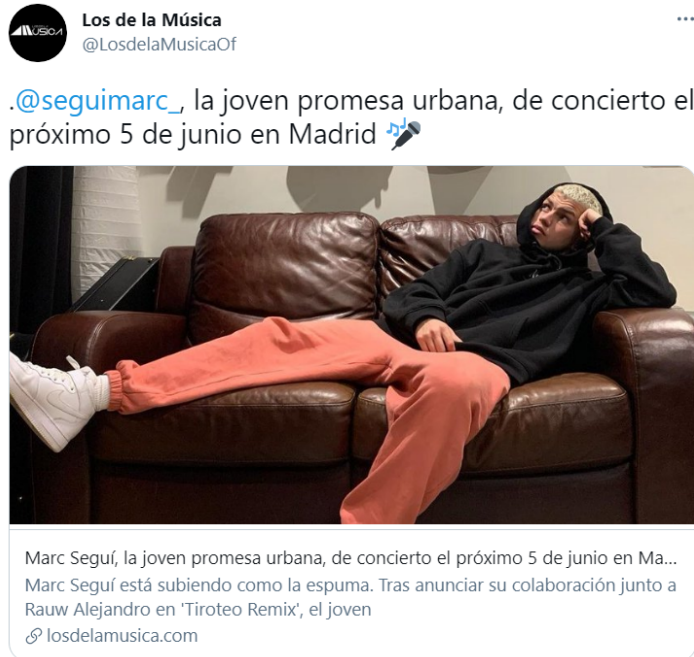 Los de la Música
@LosdelaMusicaOf
.@seguimarc_, la joven promesa urbana, de concierto el
próximo 5 de junio en Madrid 🎶🎤
Marc Seguí, la joven promesa urbana, de concierto el próximo 5 de junio en Ma...
Marc Seguí está subiendo como la espuma. Tras anunciar su colaboración junto a
Rauw Alejandro en 'Tiroteo Remix', el joven
losdelamusica.com